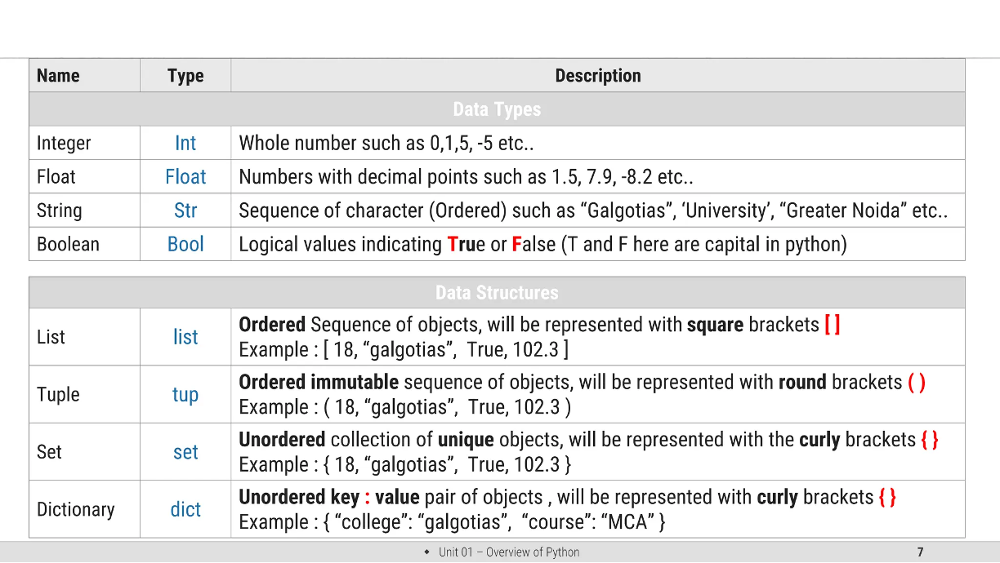 Name Type Description
Data Types
Integer Int Whole number such as 0,1,5, -5 etc..
Float Float Numbers with decimal points such as 1.5, 7.9, -8.2 etc..
String Str Sequence of character (Ordered) such as “Galgotias”, ‘University’, “Greater Noida” etc..
Boolean Bool Logical values indicating True or False (T and F here are capital in python)
Data Structures
List list Ordered Sequence of objects, will be represented with square brackets [ ]
Example : [ 18, “galgotias”, True, 102.3 ]
Tuple tup Ordered immutable sequence of objects, will be represented with round brackets ( )
Example : ( 18, “galgotias”, True, 102.3 )
Set set Unordered collection of unique objects, will be represented with the curly brackets { }
Example : { 18, “galgotias”, True, 102.3 }
Dictionary dict Unordered key : value pair of objects , will be represented with curly brackets { }
Example : { “college”: “galgotias”, “course”: “MCA” }
Unit 01 – Overview of Python 7